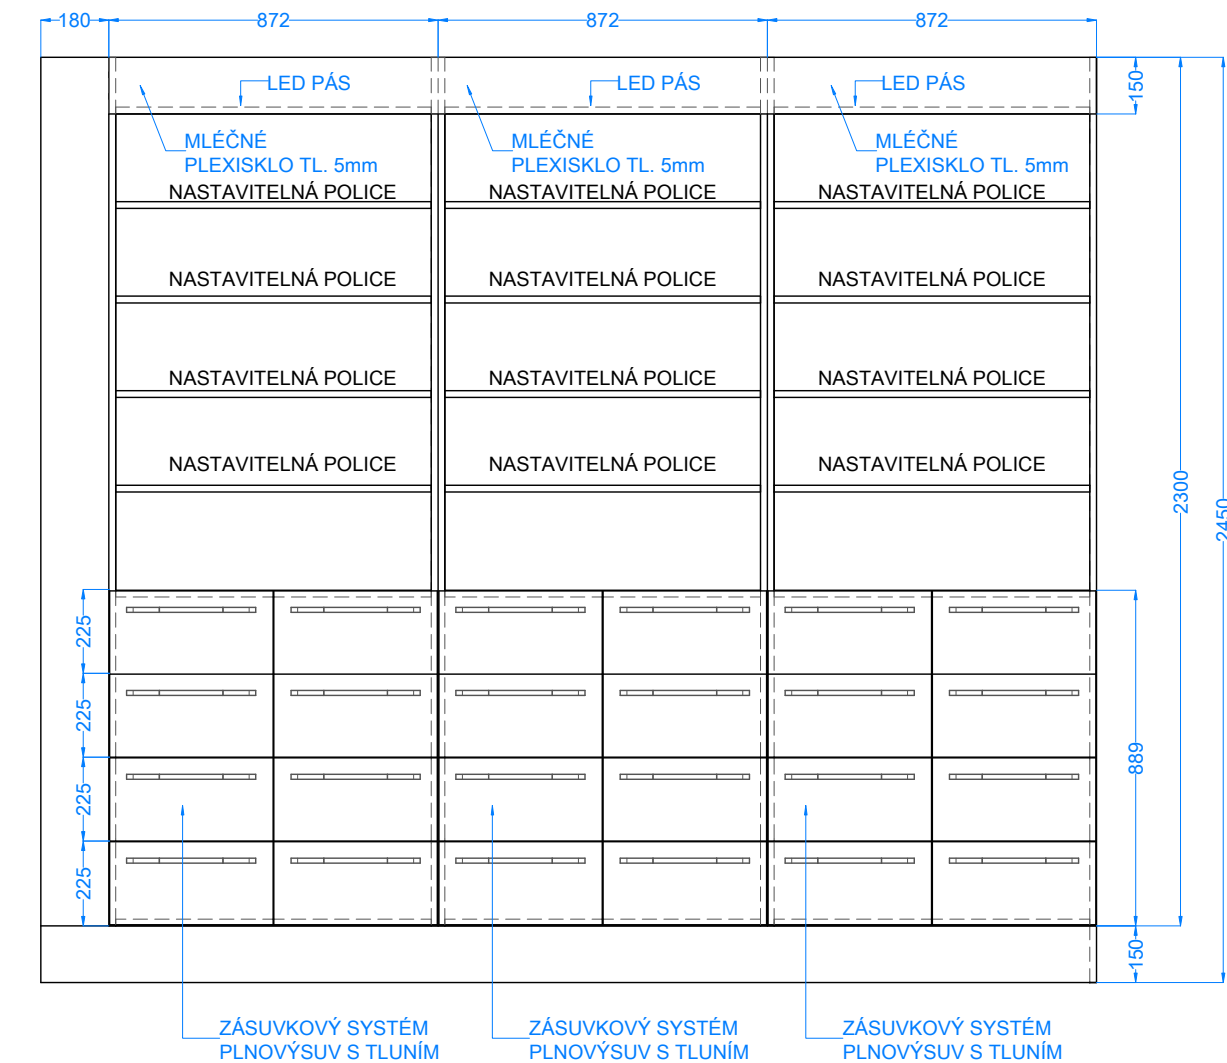 180 872 872 872
LED PÁS LED PÁS LED PÁS
150
MLÉČNÉ MLÉČNÉ MLÉČNÉ
PLEXISKLO TL. 5mm PLEXISKLO TL. 5mm PLEXISKLO TL. 5mm
NASTAVITELNÁ POLICE NASTAVITELNÁ POLICE NASTAVITELNÁ POLICE
NASTAVITELNÁ POLICE NASTAVITELNÁ POLICE NASTAVITELNÁ POLICE
NASTAVITELNÁ POLICE NASTAVITELNÁ POLICE NASTAVITELNÁ POLICE
NASTAVITELNÁ POLICE NASTAVITELNÁ POLICE NASTAVITELNÁ POLICE
2300
2450
225
225
889
225
225
150
ZÁSUVKOVÝ SYSTÉM ZÁSUVKOVÝ SYSTÉM ZÁSUVKOVÝ SYSTÉM
PLNOVÝSUV S TLUNÍM PLNOVÝSUV S TLUNÍM PLNOVÝSUV S TLUNÍM